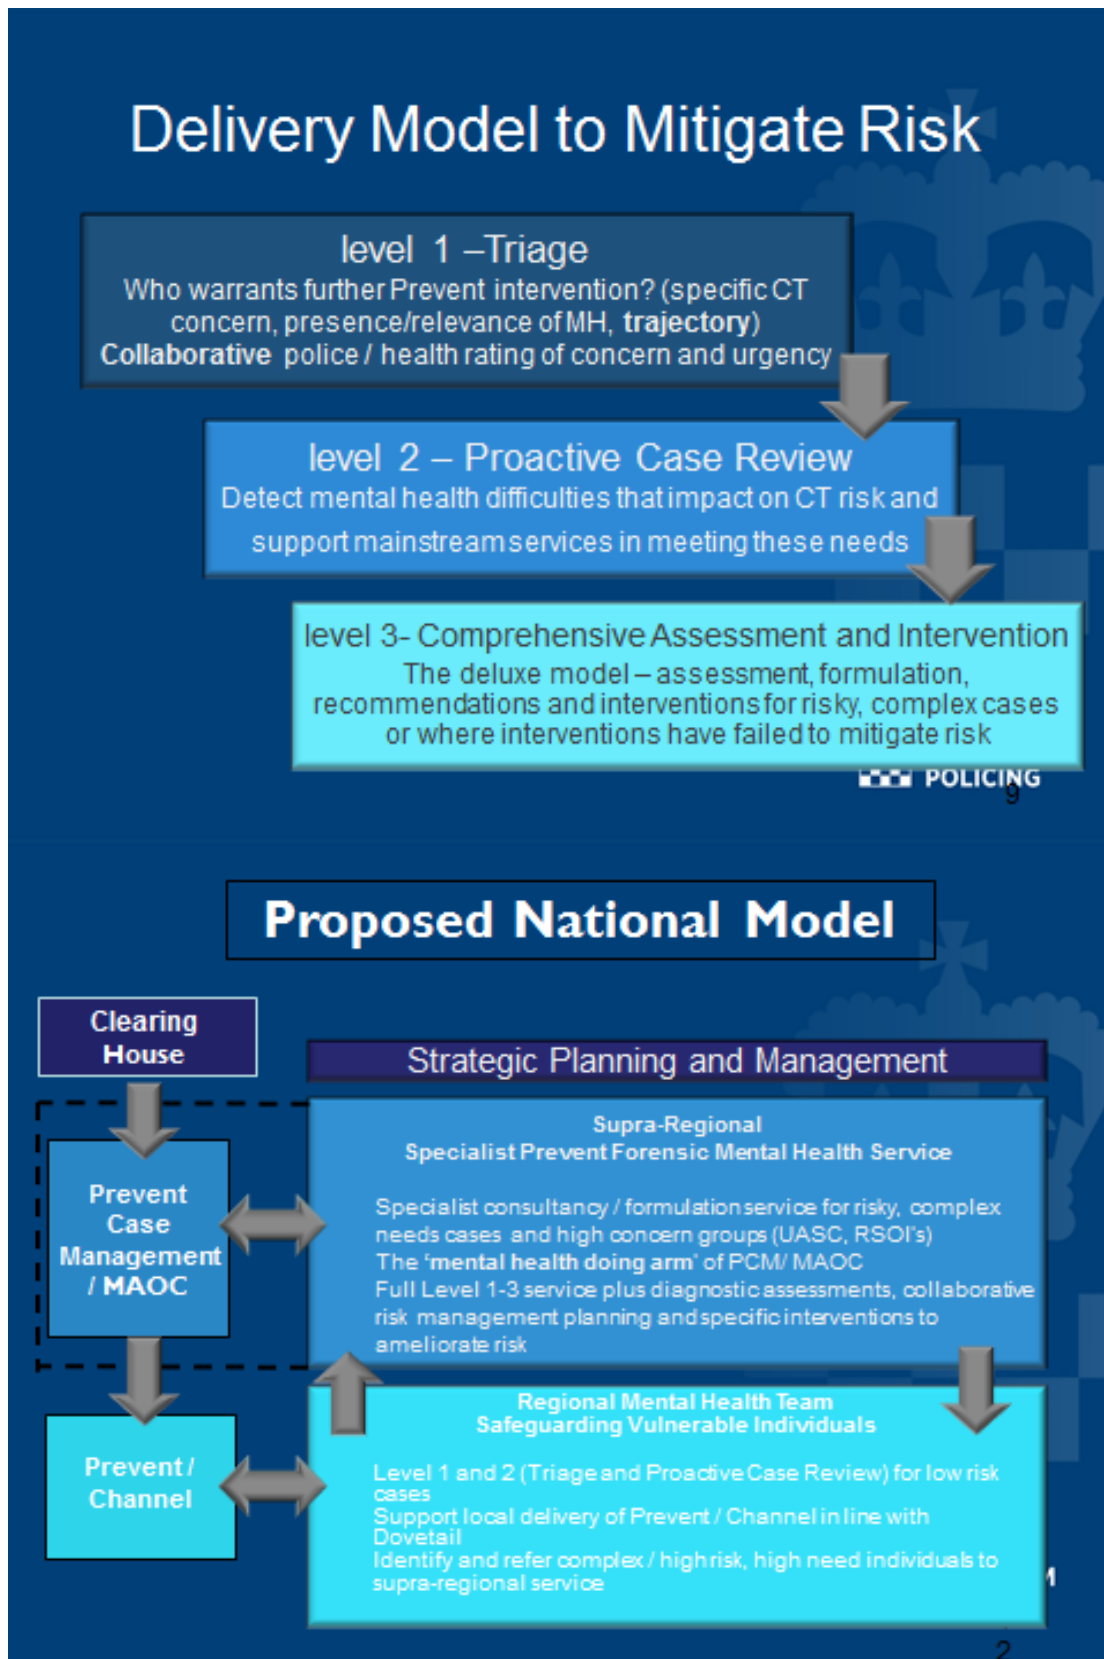 Delivery Model to Mitigate Risk
level 1 –Triage
Who warrants further Prevent intervention? (specific CT
concern, presence/relevance of MH, trajectory)
Collaborative police / health rating of concern and urgency
level 2 – Proactive Case Review
Detect mental health difficulties that impact on CT risk and
support mainstream services in meeting these needs
level 3- Comprehensive Assessment and Intervention
The deluxe model – assessment, formulation,
recommendations and interventions for risky, complex cases
or where interventions have failed to mitigate risk
POLICING
9
Proposed National Model
Clearing
House
Strategic Planning and Management
Prevent
Case
Management
/ MAOC
Supra-Regional
Specialist Prevent Forensic Mental Health Service
Specialist consultancy / formulation service for risky, complex
needs cases and high concern groups (UASC, RSOI's)
The 'mental health doing arm' of PCM/ MAOC
Full Level 1-3 service plus diagnostic assessments, collaborative
risk management planning and specific interventions to
ameliorate risk
Prevent /
Channel
Regional Mental Health Team
Safeguarding Vulnerable Individuals
Level 1 and 2 (Triage and Proactive Case Review) for low risk
cases
Support local delivery of Prevent / Channel in line with
Dovetail
Identify and refer complex / high risk, high need individuals to
supra-regional service
2